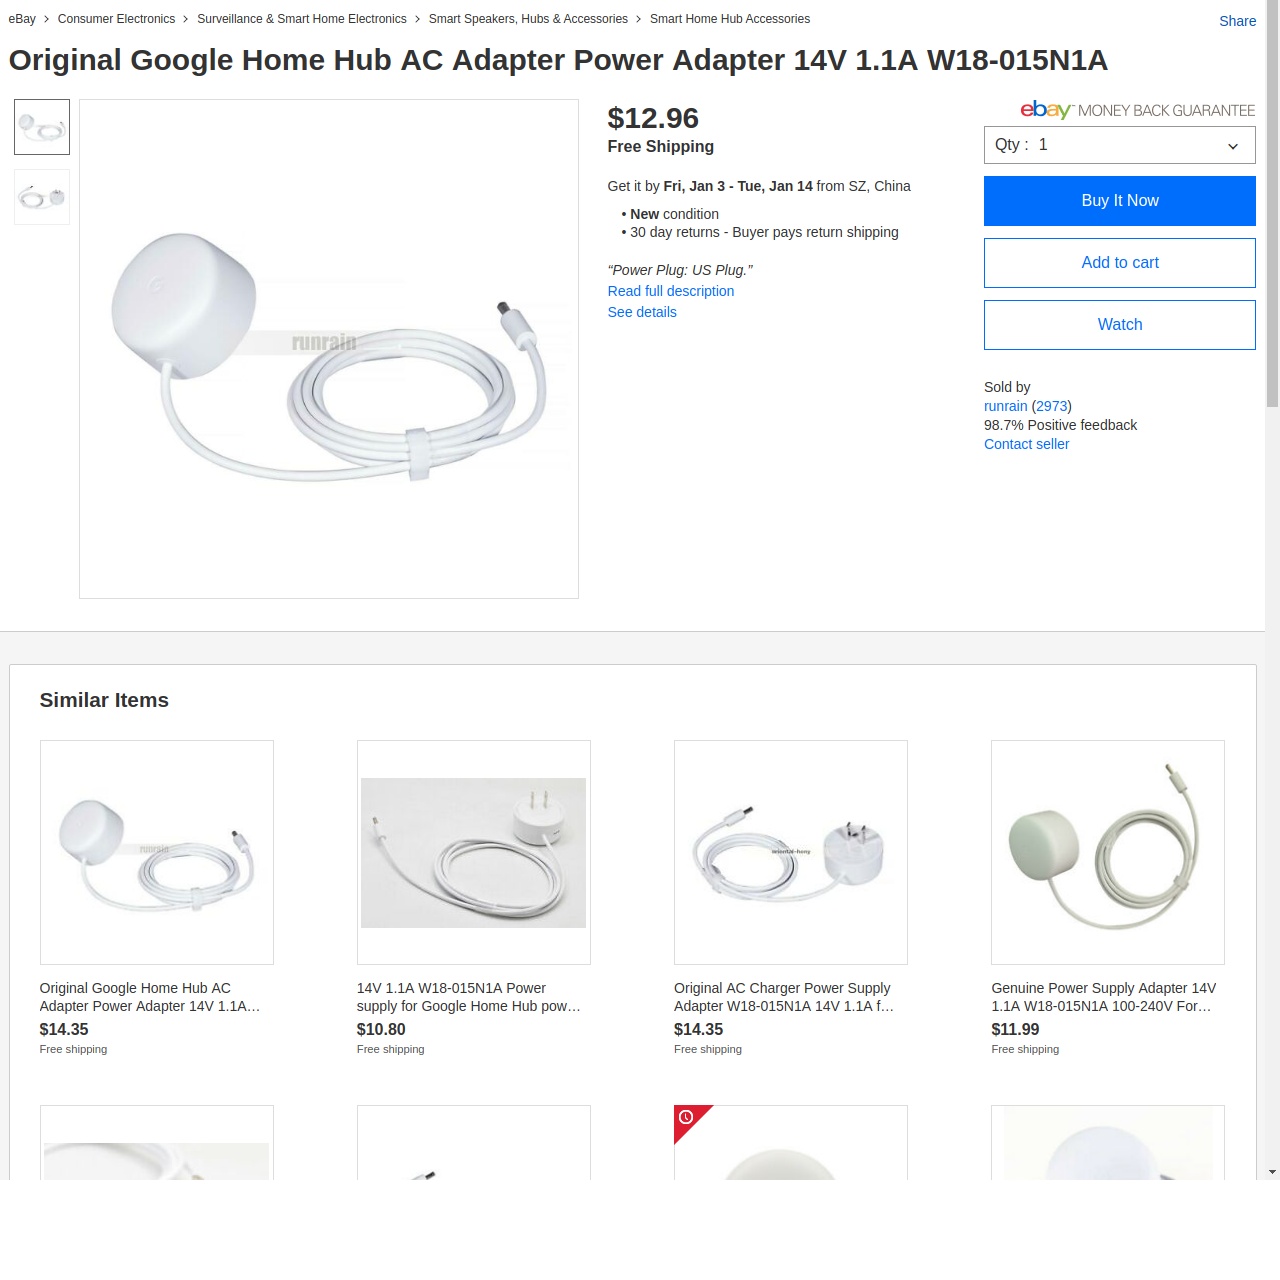 eBay > Consumer Electronics > Surveillance & Smart Home Electronics > Smart Speakers, Hubs & Accessories > Smart Home Hub Accessories
Share
Original Google Home Hub AC Adapter Power Adapter 14V 1.1A W18-015N1A
runrain
$12.96
Free Shipping
Get it by Fri, Jan 3 - Tue, Jan 14 from SZ, China
• New condition
• 30 day returns - Buyer pays return shipping
“Power Plug: US Plug.”
Read full description
See details
ebay™ MONEY BACK GUARANTEE
Qty : 1
Buy It Now
Add to cart
Watch
Sold by
runrain (2973)
98.7% Positive feedback
Contact seller
Similar Items
runrain
Original Google Home Hub AC
Adapter Power Adapter 14V 1.1A…
$14.35
Free shipping
14V 1.1A W18-015N1A Power
supply for Google Home Hub pow…
$10.80
Free shipping
oriental-hony
Original AC Charger Power Supply
Adapter W18-015N1A 14V 1.1A f…
$14.35
Free shipping
Genuine Power Supply Adapter 14V
1.1A W18-015N1A 100-240V For…
$11.99
Free shipping